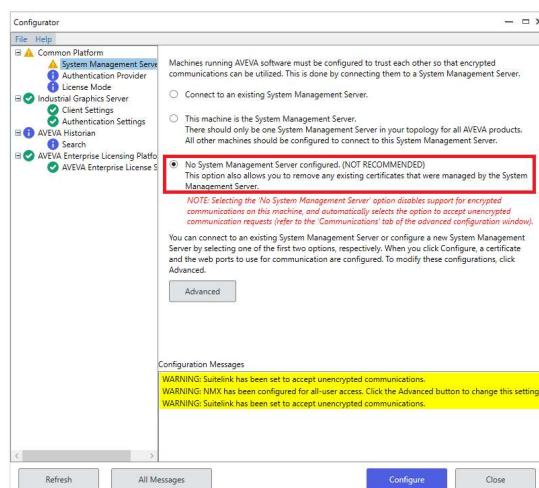 Configurator
File Help
Common Platform
System Management Serve
Authentication Provider
License Mode
Industrial Graphics Server
Client Settings
Authentication Settings
AVEVA Historian
Search
AVEVA Enterprise Licensing Platfo
AVEVA Enterprise License S
Machines running AVEVA software must be configured to trust each other so that encrypted
communications can be utilized. This is done by connecting them to a System Management Server.
Connect to an existing System Management Server.
This machine is the System Management Server.
There should only be one System Management Server in your topology for all AVEVA products.
All other machines should be configured to connect to this System Management Server.
No System Management Server configured. (NOT RECOMMENDED)
This option also allows you to remove any existing certificates that were managed by the System
Management Server.
NOTE: Selecting the 'No System Management Server' option disables support for encrypted
communications on this machine, and automatically selects the option to accept unencrypted
communication requests (refer to the 'Communications' tab of the advanced configuration window).
You can connect to an existing System Management Server or configure a new System Management
Server by selecting one of the first two options, respectively. When you click Configure, a certificate
and the web ports to use for communication are configured. To modify these configurations, click
Advanced.
Advanced
Configuration Messages
WARNING: Suitelink has been set to accept unencrypted communications.
WARNING: NMX has been configured for all-user access. Click the Advanced button to change this setting
WARNING: Suitelink has been set to accept unencrypted communications.
Refresh
All Messages
Configure
Close